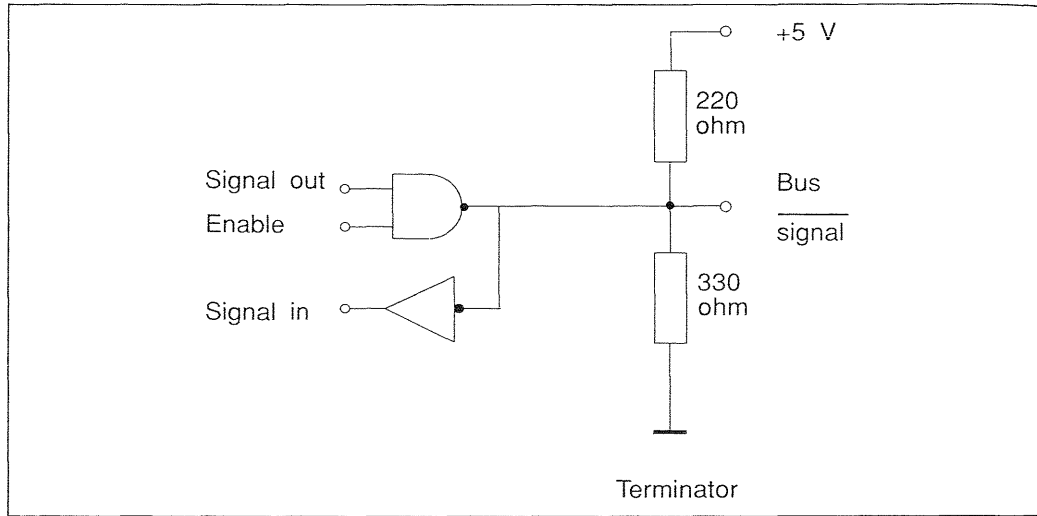 +5 V
220
ohm
Signal out
Enable
Bus
signal
Signal in
330
ohm
Terminator